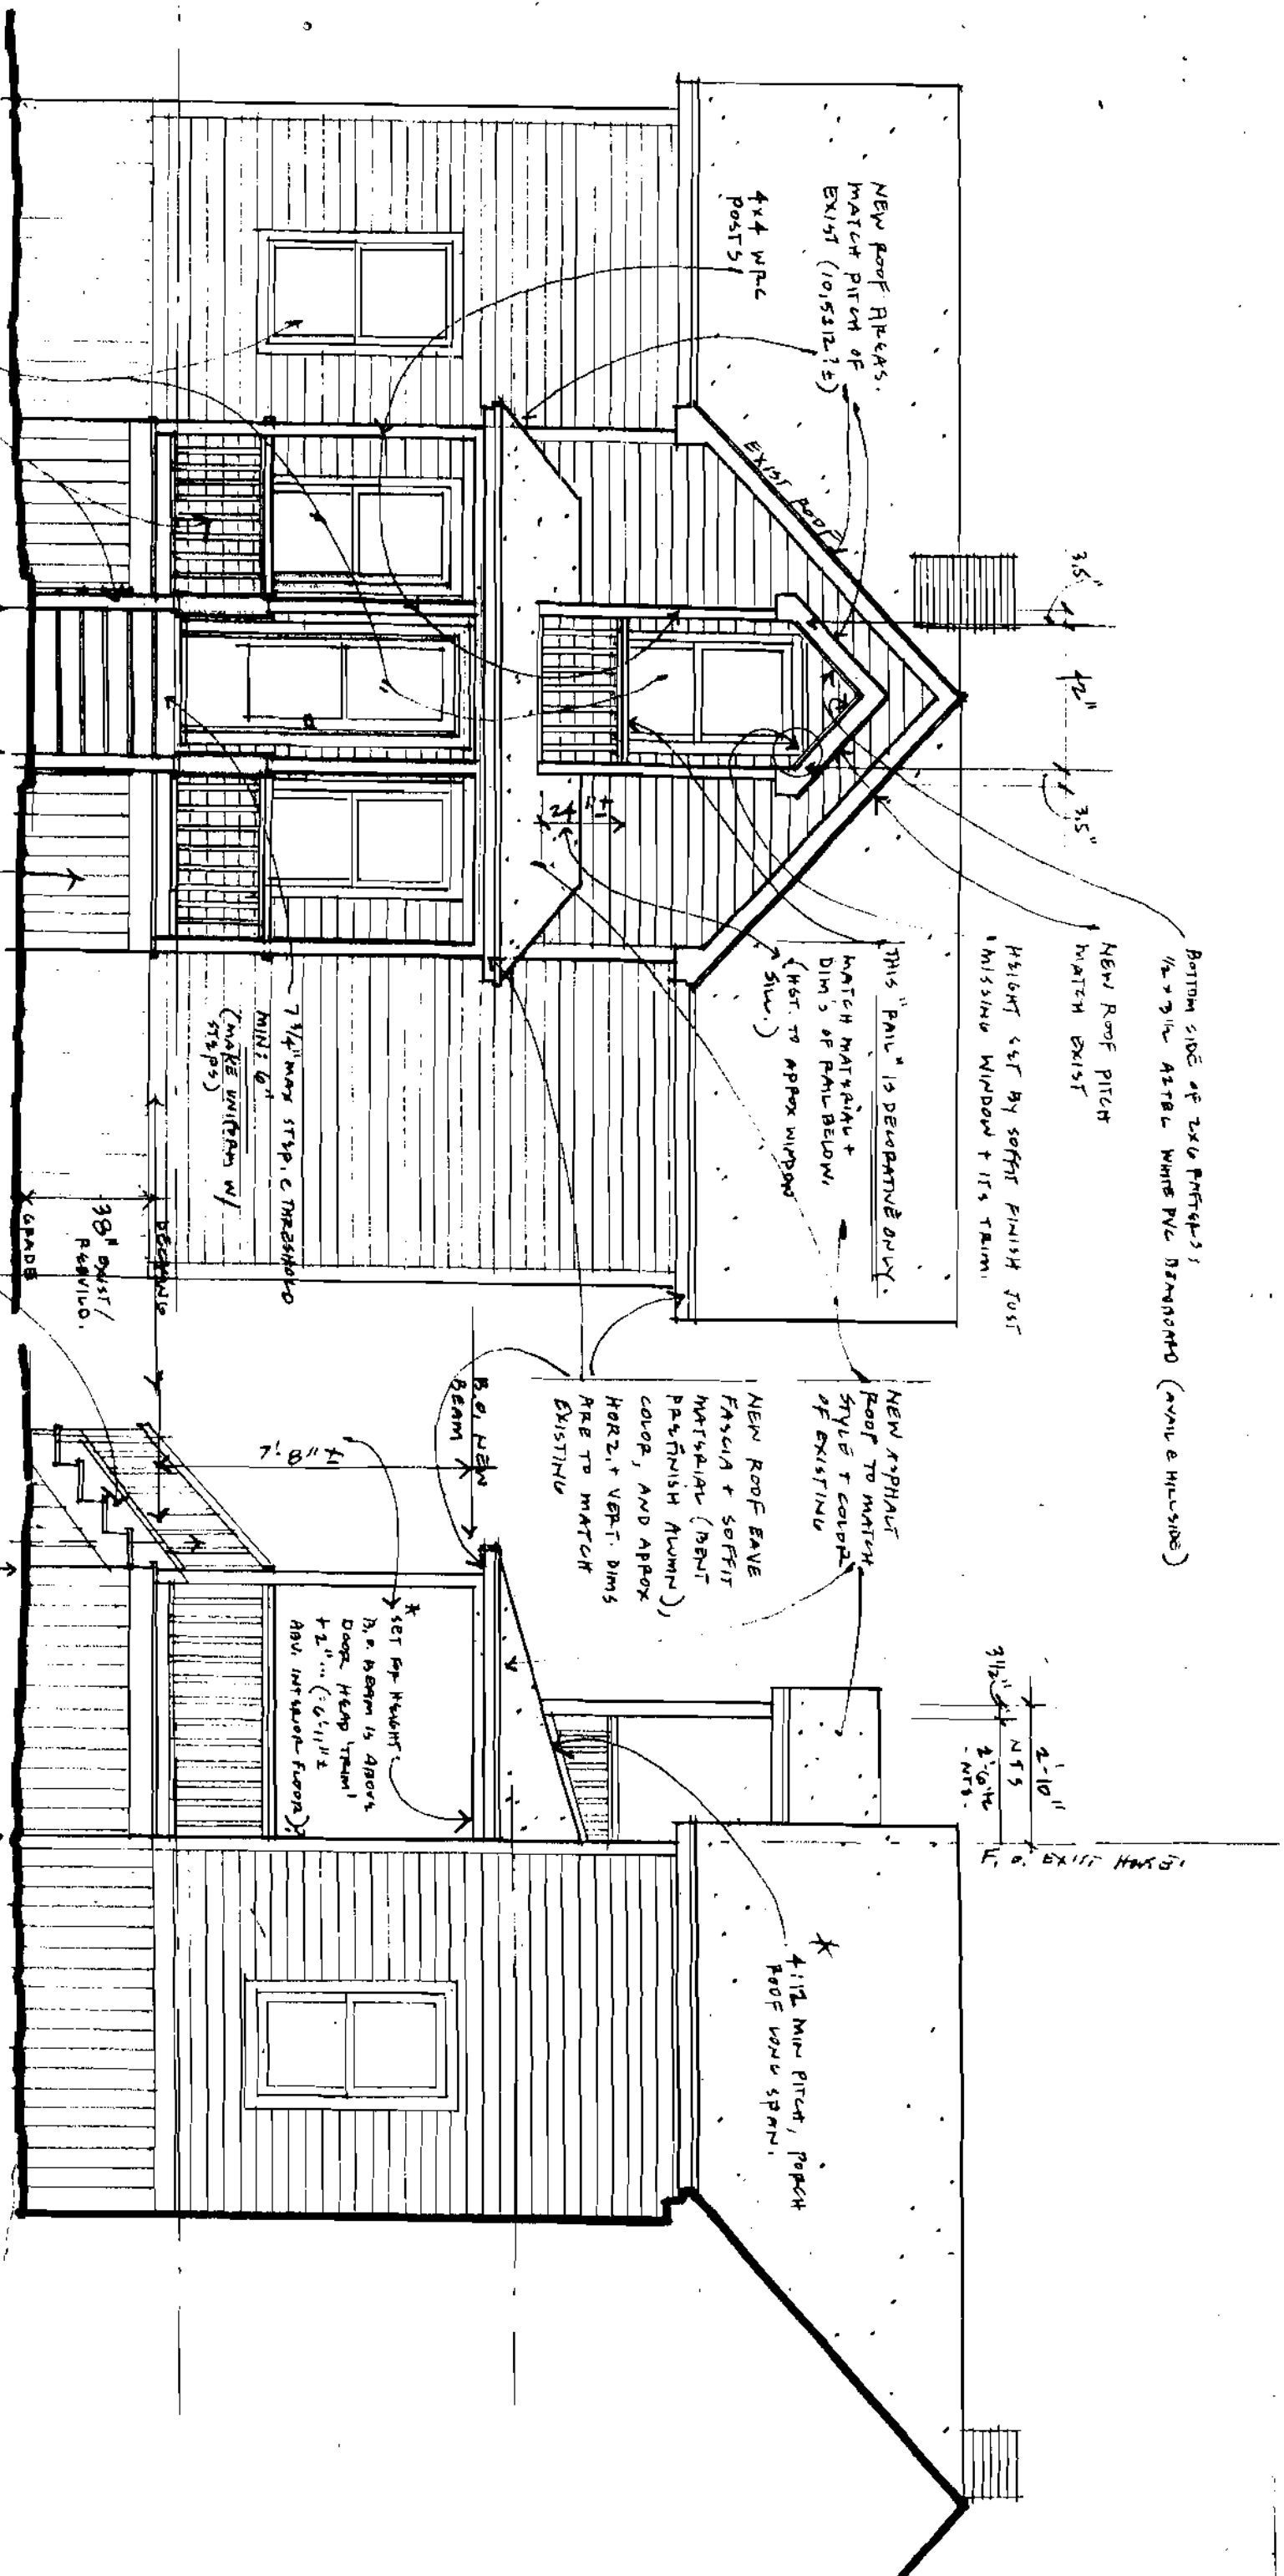 BOTTOM SIDE OF 2X6 RAFTERS:
1/2 x 3 1/2 AZTEC WHITE PVC BEADBOARD (AVAIL @ HILLSIDE)
NEW ROOF PITCH
MATCH EXIST
HEIGHT SET BY SOFFIT FINISH JUST
MISSING WINDOW + ITS TRIM.
3.5"
42"
3.5"
NEW ROOF AREAS.
MATCH PITCH OF
EXIST (10.5:12 ? ±)
4x4 WRC
POSTS
EXIST ROOF
24"±
THIS "RAIL" IS DECORATIVE ONLY.
MATCH MATERIAL +
DIM'S OF RAIL BELOW.
(HGT. TO APPROX WINDOW
SILL.)
7 3/4" MAX STEP @ THRESHOLD
MIN: 6"
(MAKE UNIFORM W/
STEPS)
DECKING
38" EXIST/
REBUILD.
GRADE
NEW ASPHALT
ROOF TO MATCH
STYLE + COLOR
OF EXISTING
NEW ROOF EAVE
FASCIA + SOFFIT
MATERIAL (BENT
PREFINISH ALUMN),
COLOR, AND APPROX
HORZ. + VERT. DIMS
ARE TO MATCH
EXISTING
B.O. NEW
BEAM
7'-8"±
* SET FOR HEIGHT:
B.O. BEAM IS ABOVE
DOOR HEAD TRIM
+2"... (
ABV. INTERIOR FLOOR)
3 1/2"
2'-10"
NTS
2'-6 1/2
NTS.
F.O. EXIST HOUSE.
*
4:12 MIN PITCH, PORCH
ROOF LONG SPAN.